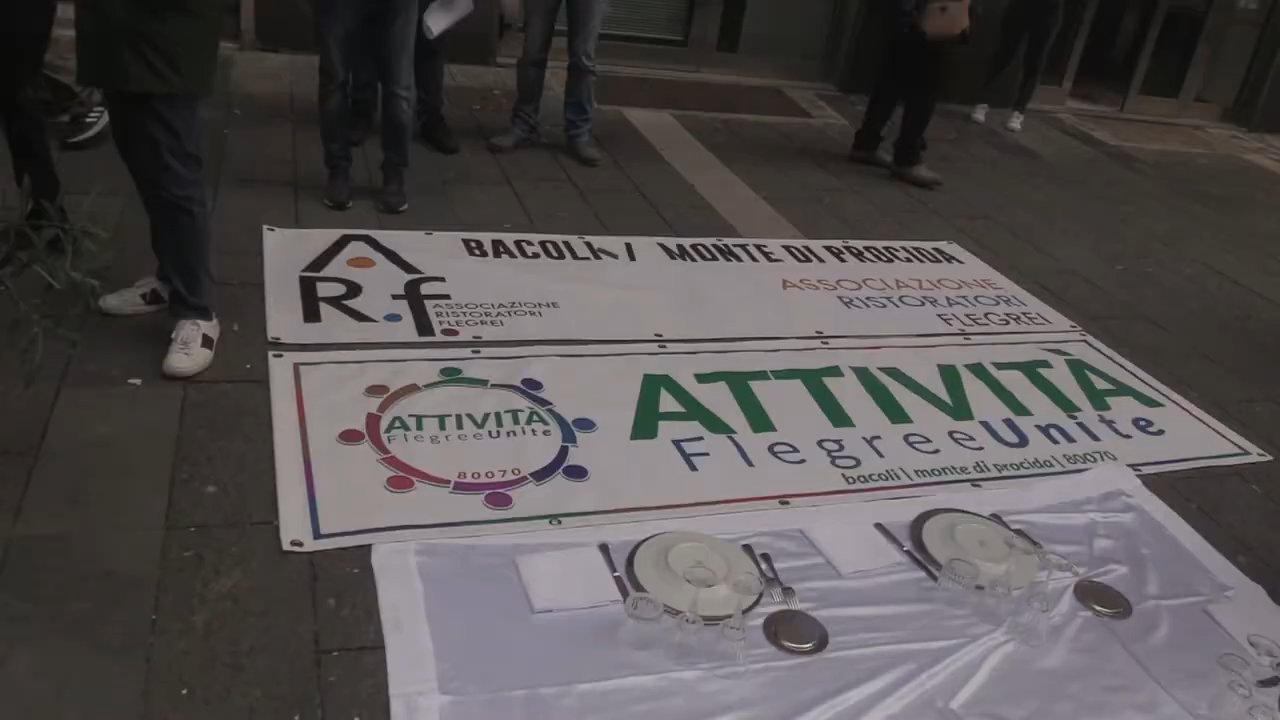 BACOLI / MONTE DI PROCIDA
A
R.f.
ASSOCIAZIONE
RISTORATORI
FLEGREI
ASSOCIAZIONE
RISTORATORI
FLEGREI
ATTIVITÀ
FlegreeUnite
80070
ATTIVITÀ
FlegreeUnite
bacoli | monte di procida | 80070